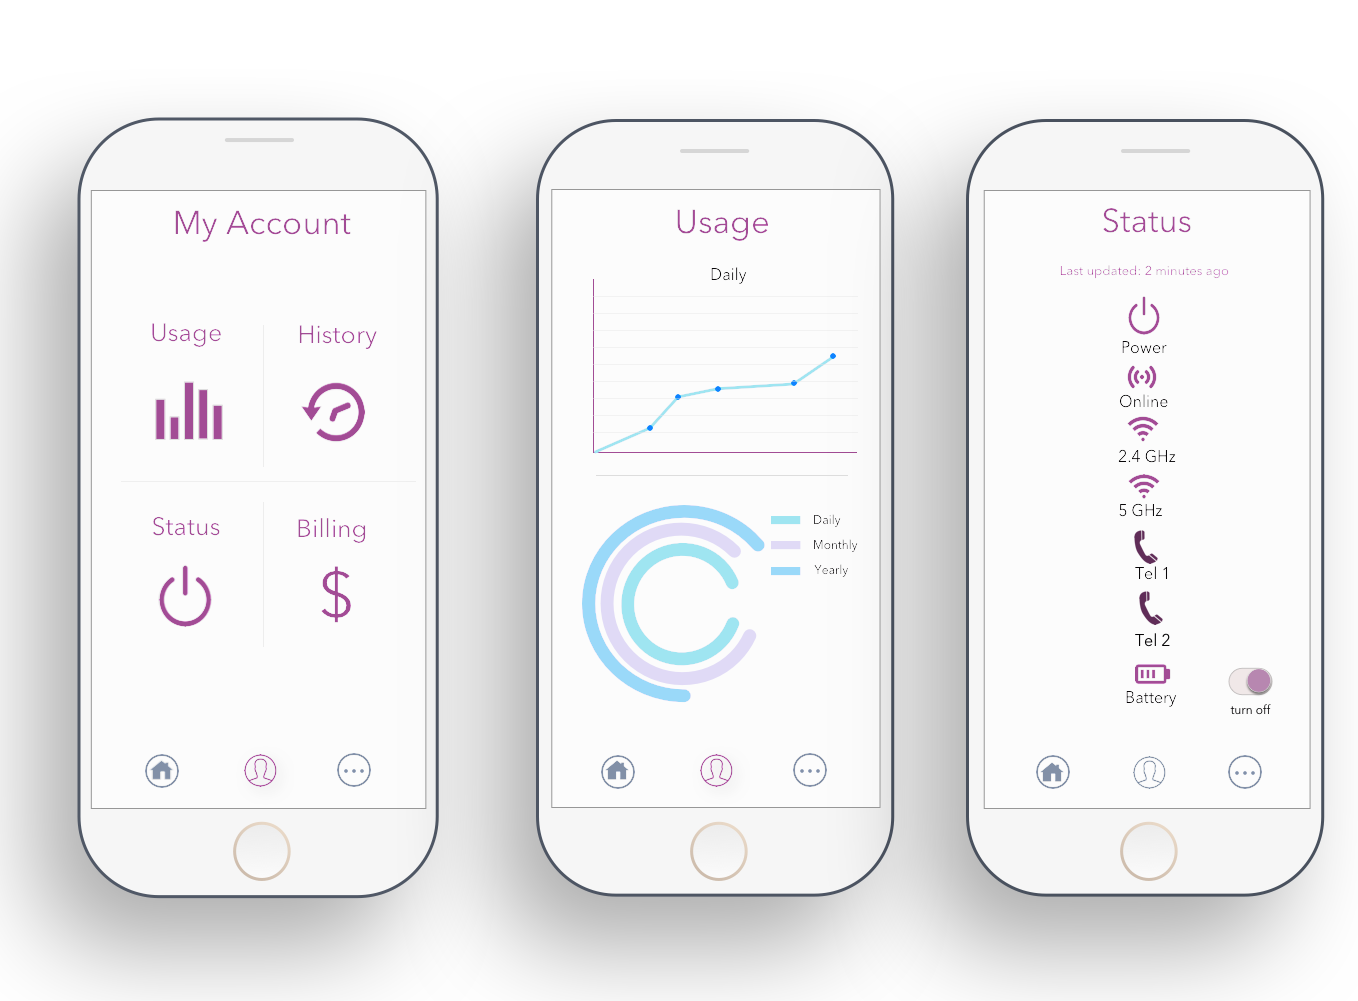 My Account
Usage
History
Status
Billing
$
Usage
Daily
Daily
Monthly
Yearly
Status
Last updated: 2 minutes ago
Power
Online
2.4 GHz
5 GHz
Tel 1
Tel 2
Battery
turn off